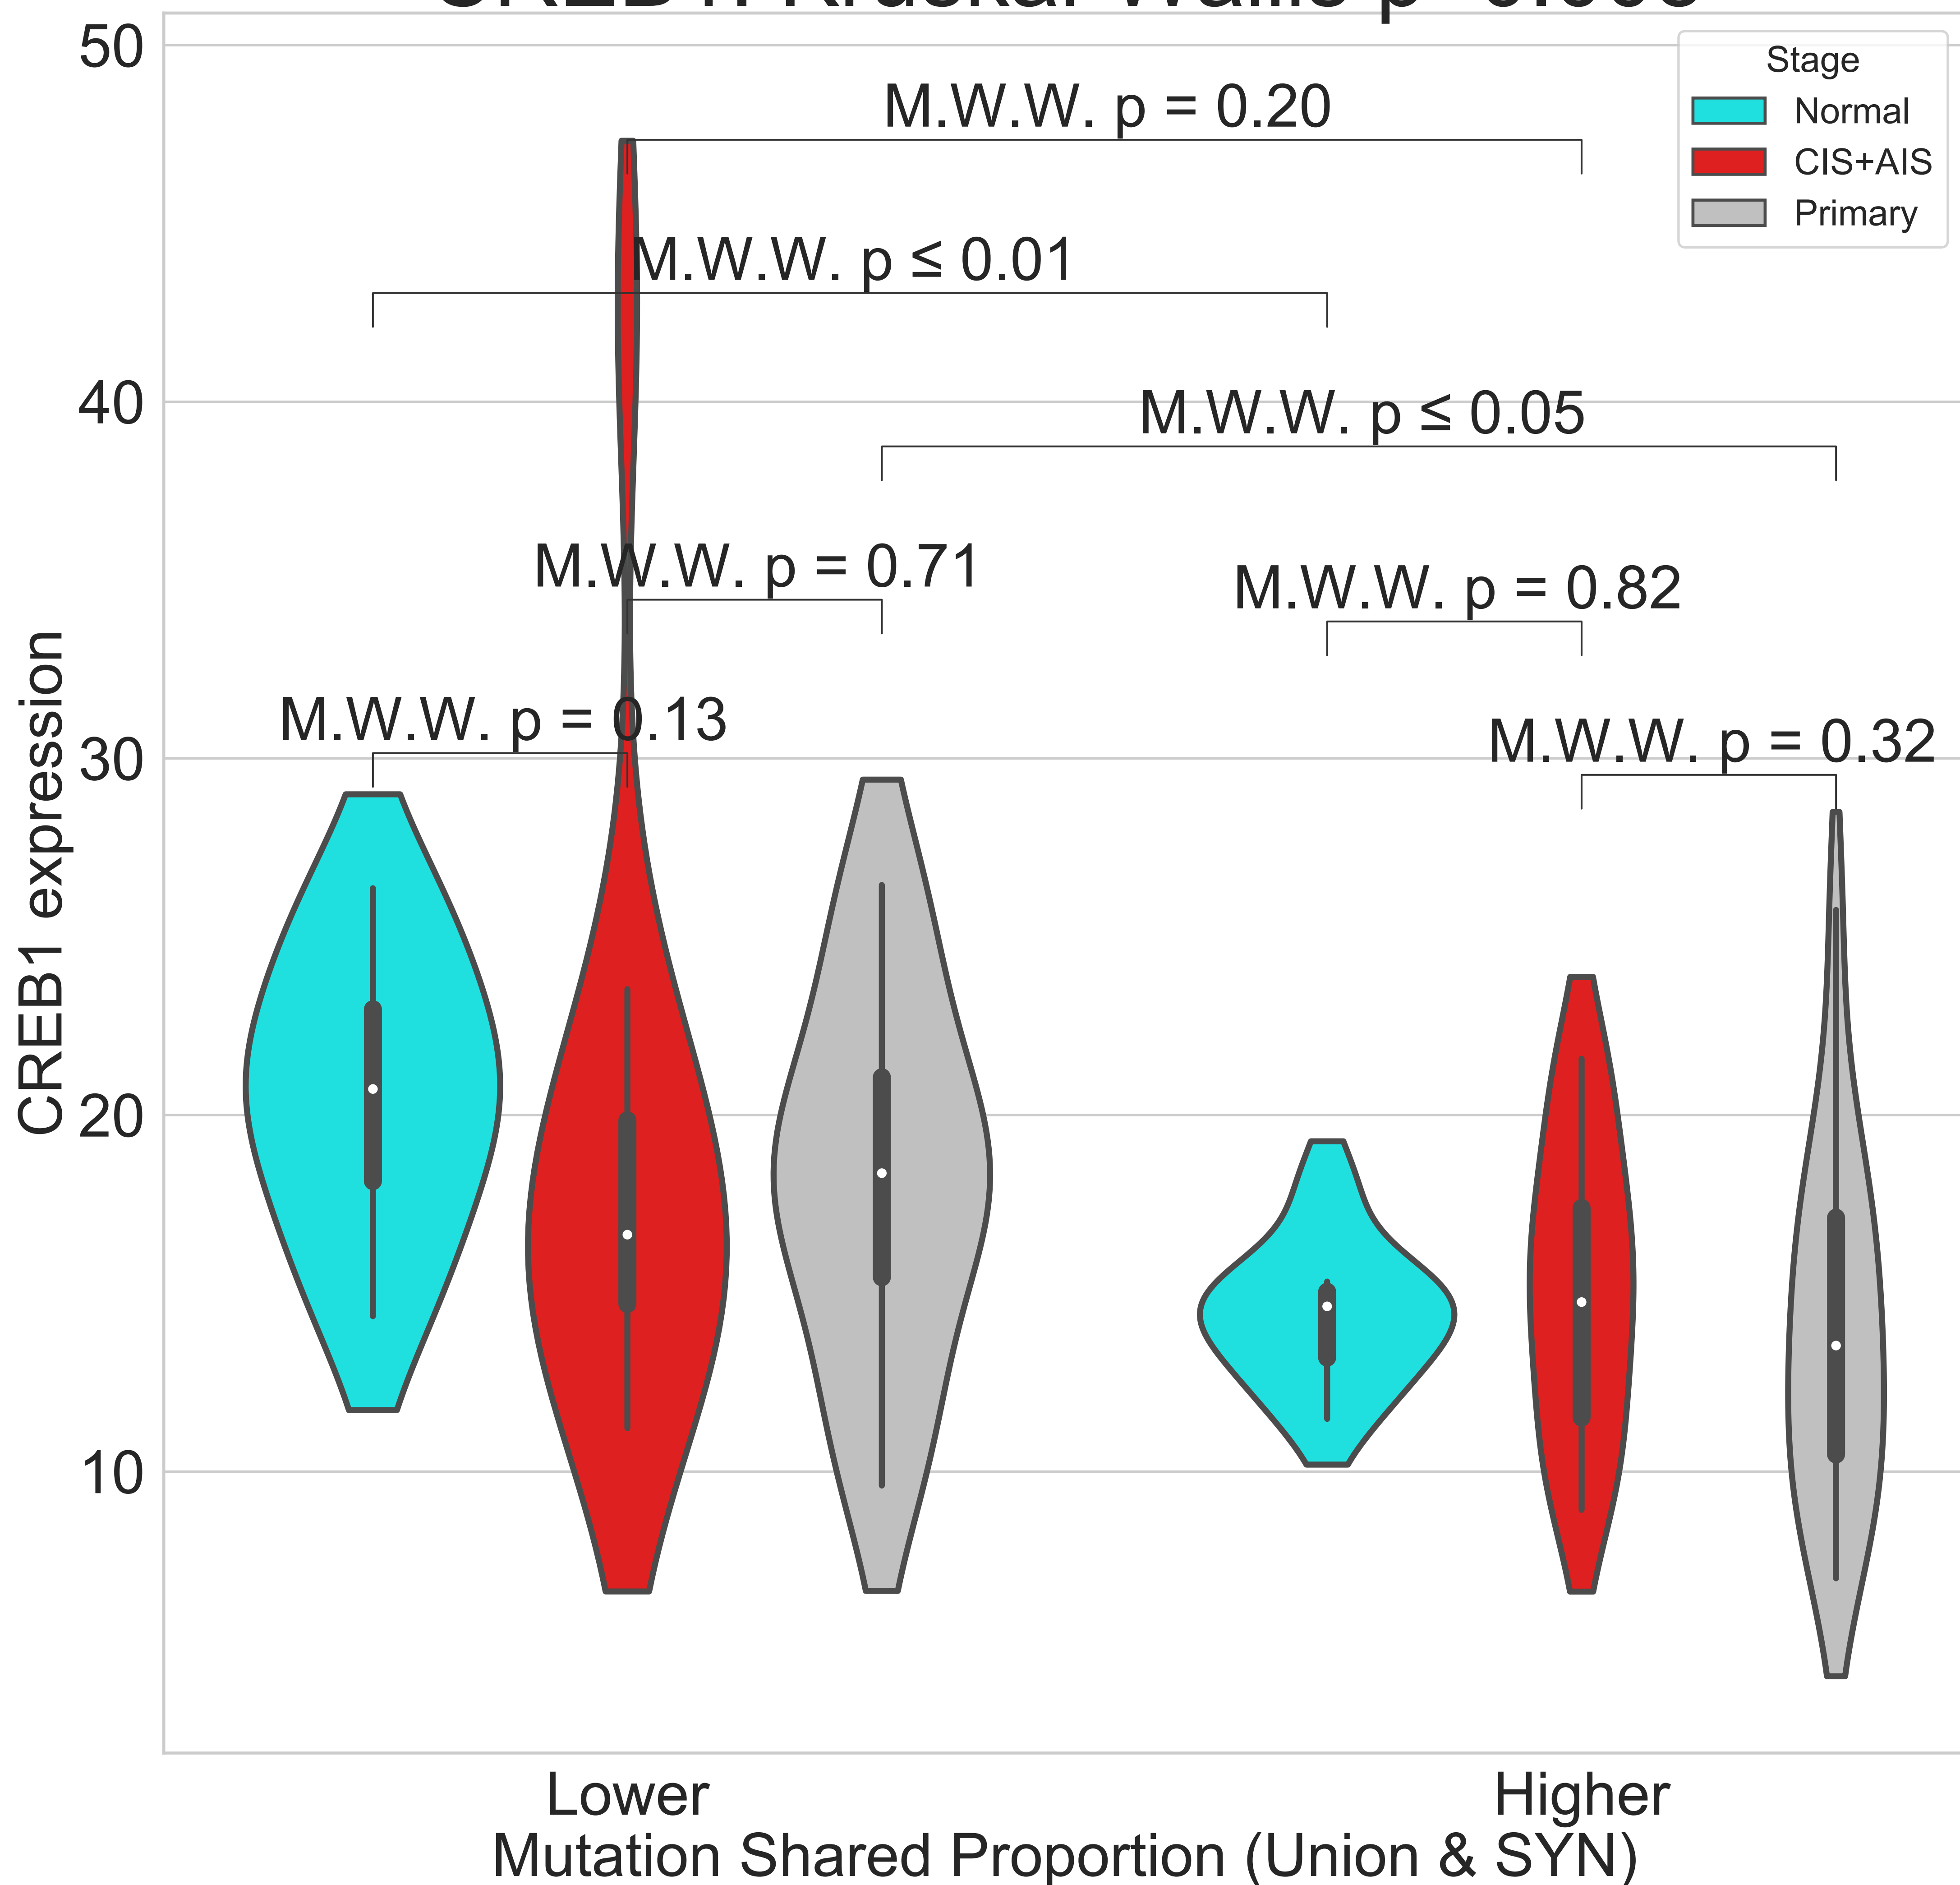 50
40
30
20
10
CREB1 expression
Stage
Normal
CIS+AIS
Primary
M.W.W. p = 0.20
M.W.W. p ≤ 0.01
M.W.W. p ≤ 0.05
M.W.W. p = 0.71
M.W.W. p = 0.82
M.W.W. p = 0.13
M.W.W. p = 0.32
Lower
Higher
Mutation Shared Proportion (Union & SYN)